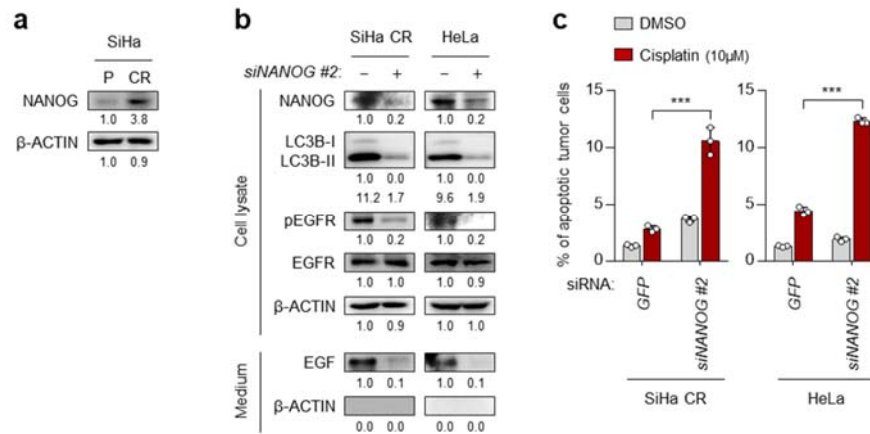 a
SiHa
P CR
NANOG
1.0 3.8
β-ACTIN
1.0 0.9
b
SiHa CR HeLa
siNANOG #2: – + – +
Cell lysate
NANOG
1.0 0.2 1.0 0.2
LC3B-I
LC3B-II
1.0 0.0 1.0 0.0
11.2 1.7 9.6 1.9
pEGFR
1.0 0.2 1.0 0.2
EGFR
1.0 1.0 1.0 0.9
β-ACTIN
1.0 0.9 1.0 1.0
Medium
EGF
1.0 0.1 1.0 0.1
β-ACTIN
0.0 0.0 0.0 0.0
c
DMSO
Cisplatin (10μM)
% of apoptotic tumor cells
15 15
10 10
5 5
0 0
*** ***
siRNA: GFP siNANOG #2 GFP siNANOG #2
SiHa CR HeLa